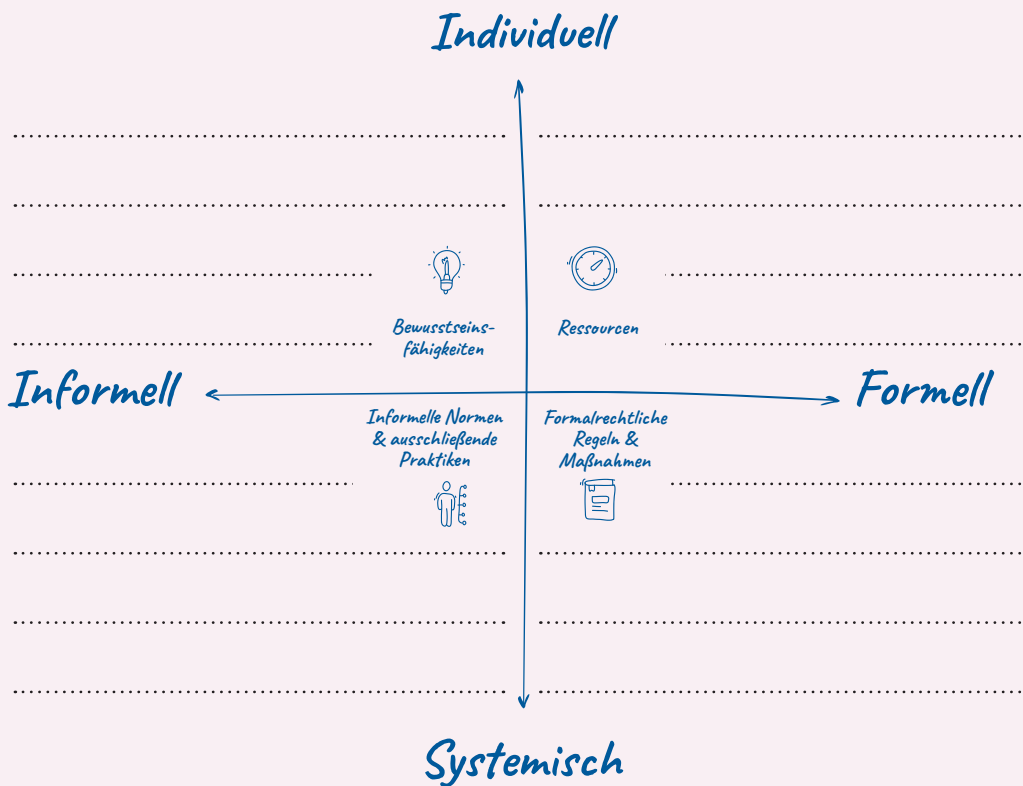 Individuell
Bewusstseins-
fähigkeiten
Ressourcen
Informell
Formell
Informelle Normen
& ausschließende
Praktiken
Formalrechtliche
Regeln &
Maßnahmen
Systemisch